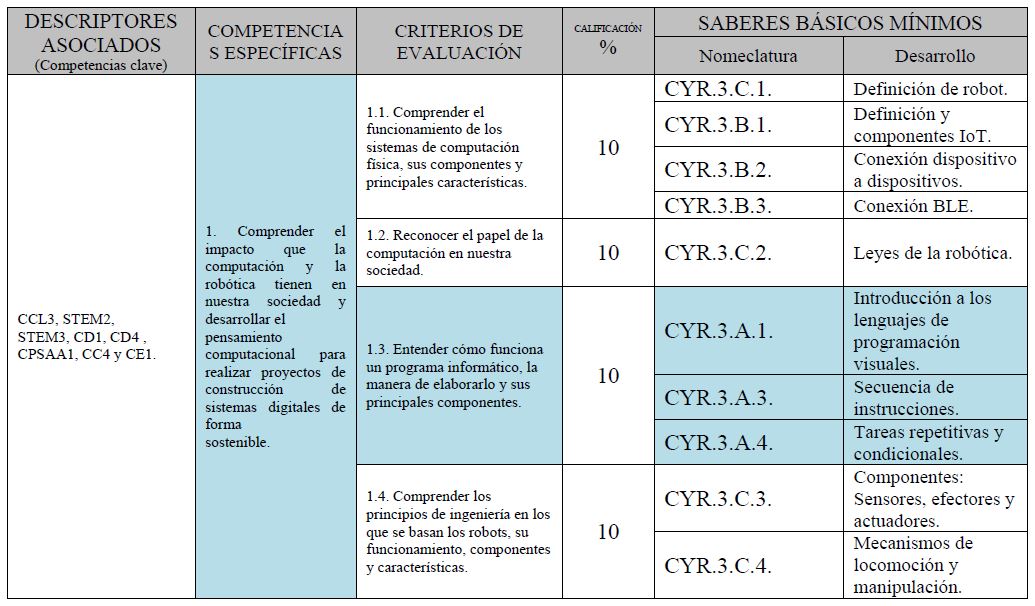 DESCRIPTORES
ASOCIADOS
(Competencias clave)
COMPETENCIA
S ESPECÍFICAS
CRITERIOS DE
EVALUACIÓN
CALIFICACIÓN
%
SABERES BÁSICOS MÍNIMOS
Nomeclatura
Desarrollo
CCL3, STEM2,
STEM3, CD1, CD4 ,
CPSAA1, CC4 y CE1.
1. Comprender el
impacto que la
computación y la
robótica tienen en
nuestra sociedad y
desarrollar el
pensamiento
computacional para
realizar proyectos de
construcción de
sistemas digitales de
forma
sostenible.
1.1. Comprender el
funcionamiento de los
sistemas de computación
física, sus componentes y
principales características.
10
CYR.3.C.1.
Definición de robot.
CYR.3.B.1.
Definición y
componentes IoT.
CYR.3.B.2.
Conexión dispositivo
a dispositivos.
CYR.3.B.3.
Conexión BLE.
1.2. Reconocer el papel de la
computación en nuestra
sociedad.
10
CYR.3.C.2.
Leyes de la robótica.
1.3. Entender cómo funciona
un programa informático, la
manera de elaborarlo y sus
principales componentes.
10
CYR.3.A.1.
Introducción a los
lenguajes de
programación
visuales.
CYR.3.A.3.
Secuencia de
instrucciones.
CYR.3.A.4.
Tareas repetitivas y
condicionales.
1.4. Comprender los
principios de ingeniería en los
que se basan los robots, su
funcionamiento, componentes
y características.
10
CYR.3.C.3.
Componentes:
Sensores, efectores y
actuadores.
CYR.3.C.4.
Mecanismos de
locomoción y
manipulación.